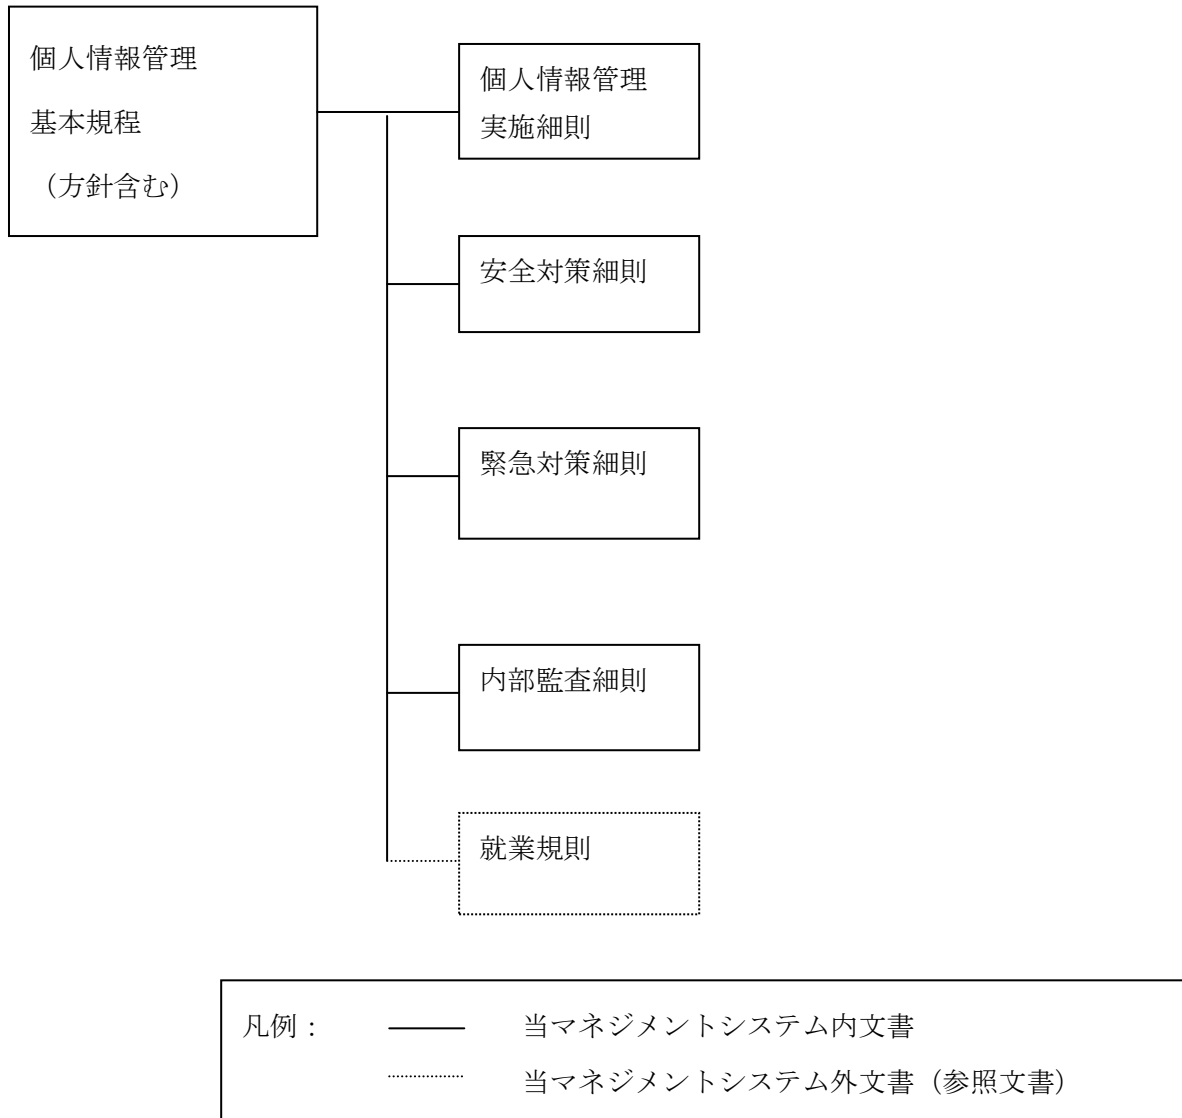 個人情報管理
基本規程
（方針含む）
個人情報管理
実施細則
安全対策細則
緊急対策細則
内部監査細則
就業規則
凡例： 当マネジメントシステム内文書
当マネジメントシステム外文書（参照文書）